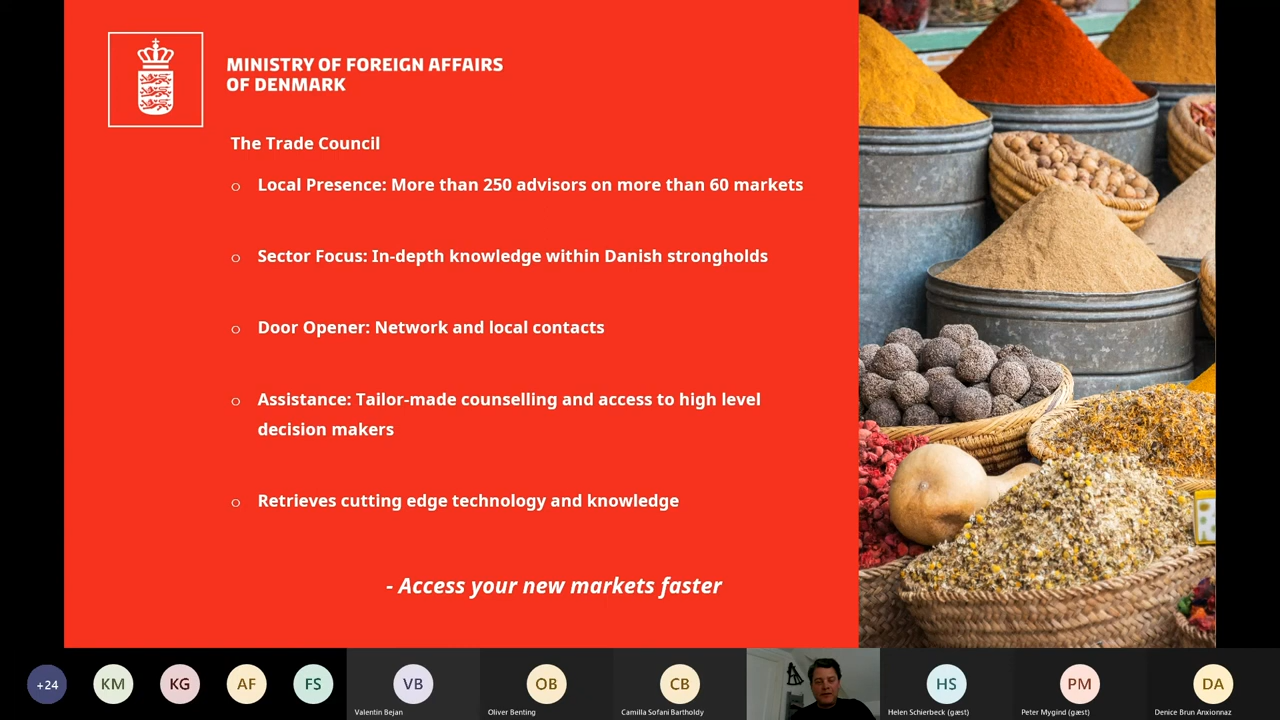 MINISTRY OF FOREIGN AFFAIRS
OF DENMARK
The Trade Council
o Local Presence: More than 250 advisors on more than 60 markets
o Sector Focus: In-depth knowledge within Danish strongholds
o Door Opener: Network and local contacts
o Assistance: Tailor-made counselling and access to high level
decision makers
o Retrieves cutting edge technology and knowledge
- Access your new markets faster
+24
KM
KG
AF
FS
VB
Valentin Bejan
OB
Oliver Benting
CB
Camilla Sofani Bartholdy
HS
Helen Schierbeck (gæst)
PM
Peter Mygind (gæst)
DA
Denice Brun Anxionnaz